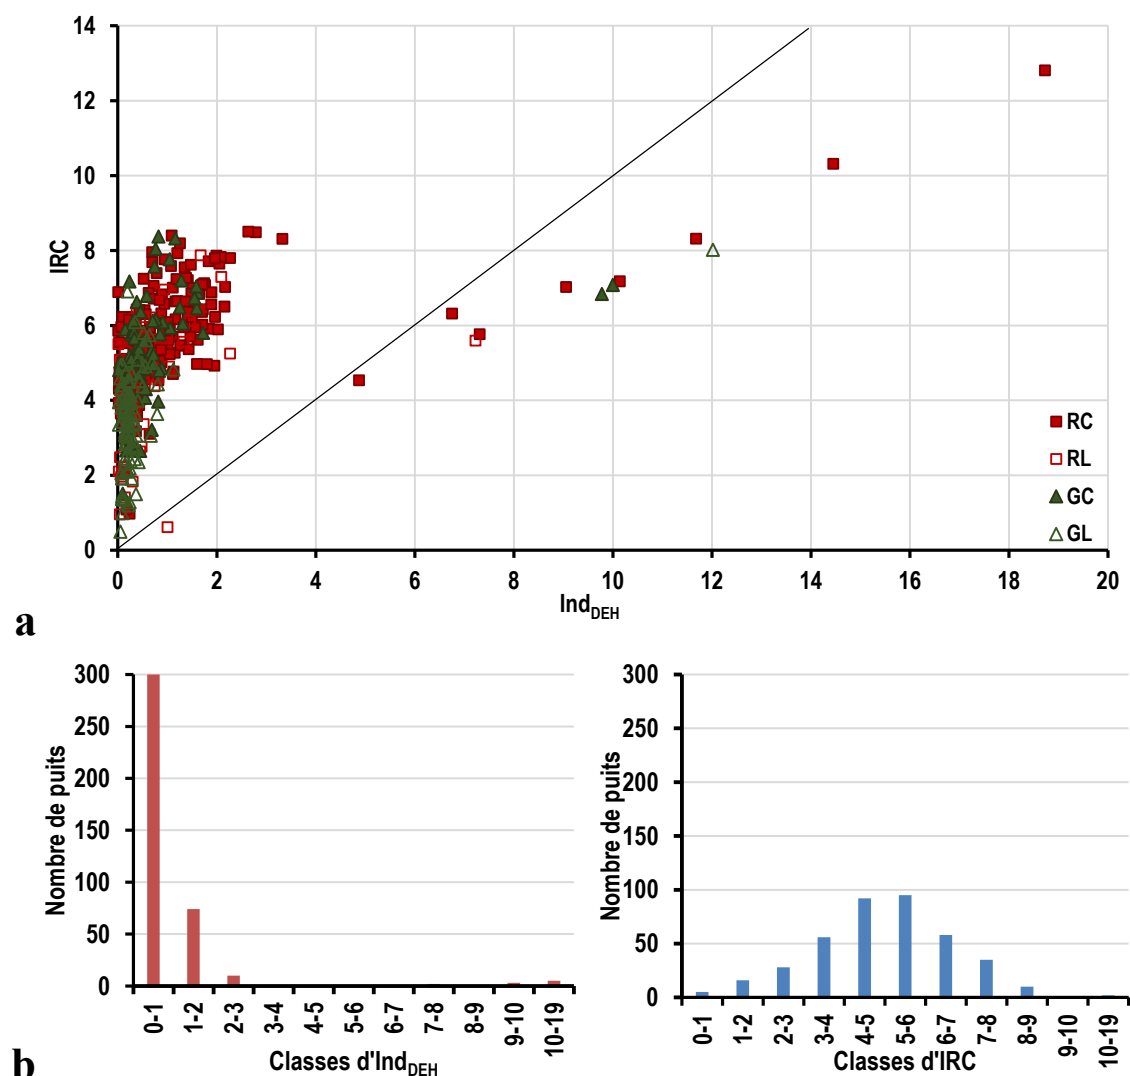 14
12
10
8
6
4
2
0
IRC
RC
RL
GC
GL
0 2 4 6 8 10 12 14 16 18 20
IndDEH
a
300
250
200
150
100
50
0
Nombre de puits
0-1 1-2 2-3 3-4 4-5 5-6 6-7 7-8 8-9 9-10 10-19
Classes d'IndDEH
300
250
200
150
100
50
0
Nombre de puits
0-1 1-2 2-3 3-4 4-5 5-6 6-7 7-8 8-9 9-10 10-19
Classes d'IRC
b